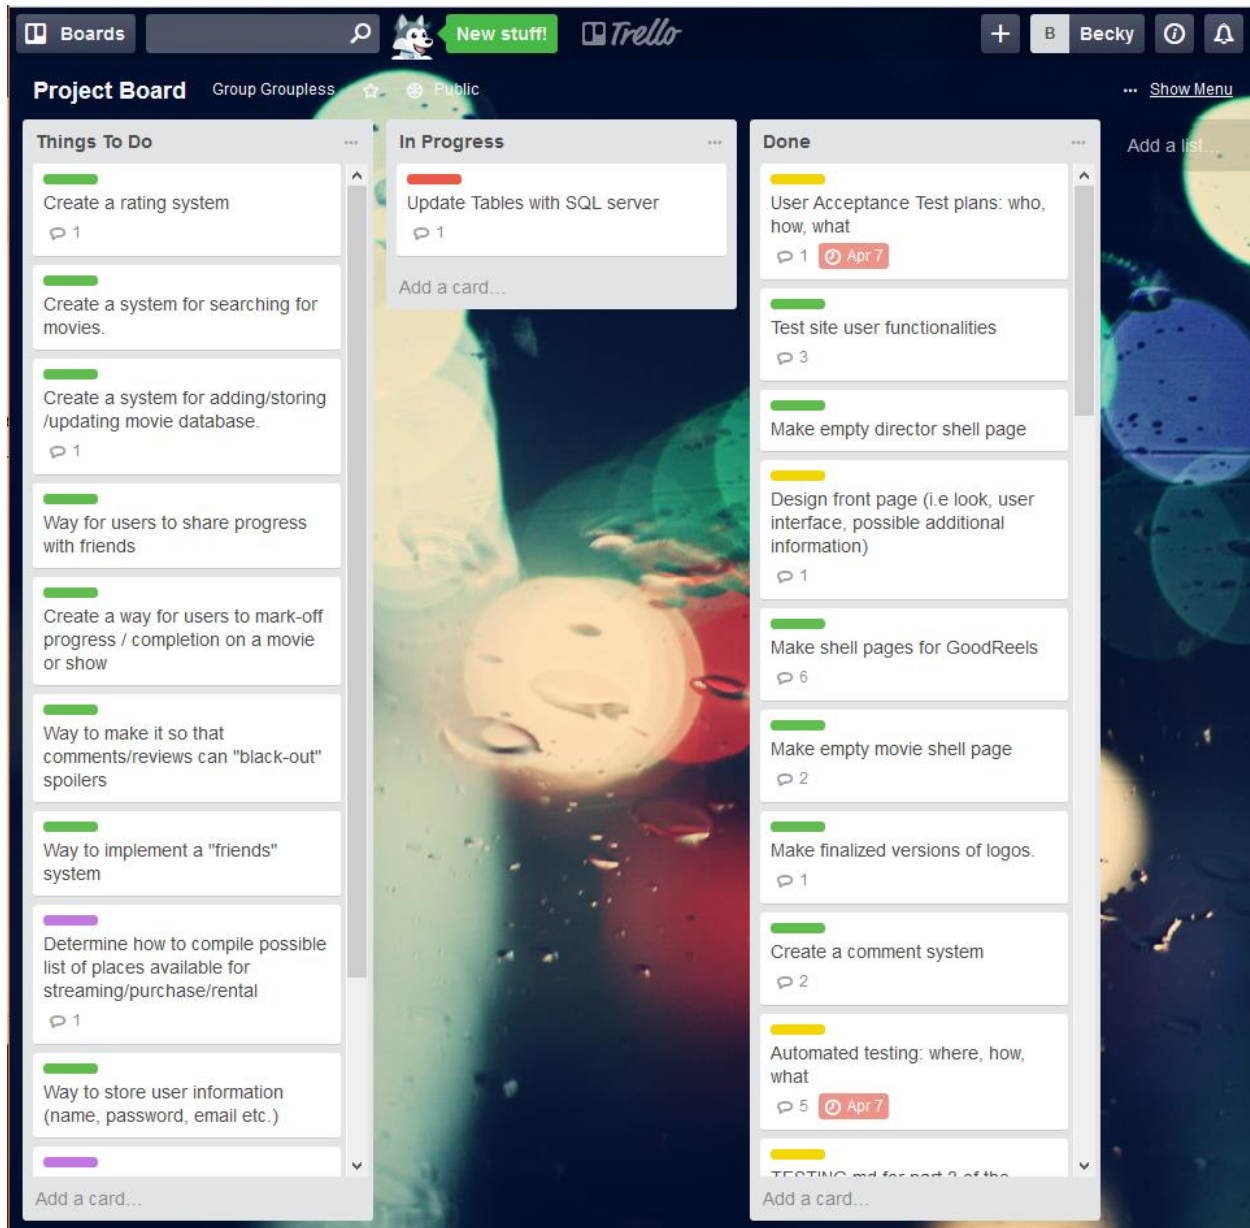 Boards
New stuff!
Trello
B Becky
Project Board Group Groupless Public
Show Menu
Things To Do
Create a rating system
1
Create a system for searching for
movies.
Create a system for adding/storing
/updating movie database.
1
Way for users to share progress
with friends
Create a way for users to mark-off
progress / completion on a movie
or show
Way to make it so that
comments/reviews can "black-out"
spoilers
Way to implement a "friends"
system
Determine how to compile possible
list of places available for
streaming/purchase/rental
1
Way to store user information
(name, password, email etc.)
Add a card...
In Progress
Update Tables with SQL server
1
Add a card...
Done
User Acceptance Test plans: who,
how, what
1 Apr 7
Test site user functionalities
3
Make empty director shell page
Design front page (i.e look, user
interface, possible additional
information)
1
Make shell pages for GoodReels
6
Make empty movie shell page
2
Make finalized versions of logos.
1
Create a comment system
2
Automated testing: where, how,
what
5 Apr 7
TESTING.md for part 3 of the
Add a card...
Add a list...